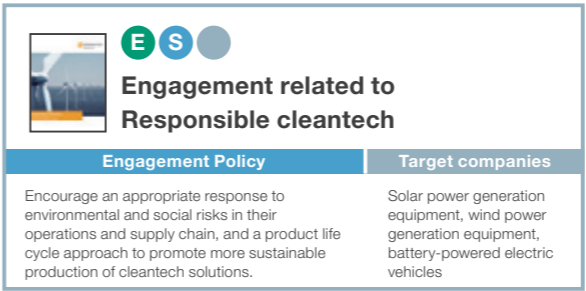 E S
Engagement related to
Responsible cleantech
Engagement Policy
Target companies
Encourage an appropriate response to
environmental and social risks in their
operations and supply chain, and a product life
cycle approach to promote more sustainable
production of cleantech solutions.
Solar power generation
equipment, wind power
generation equipment,
battery-powered electric
vehicles